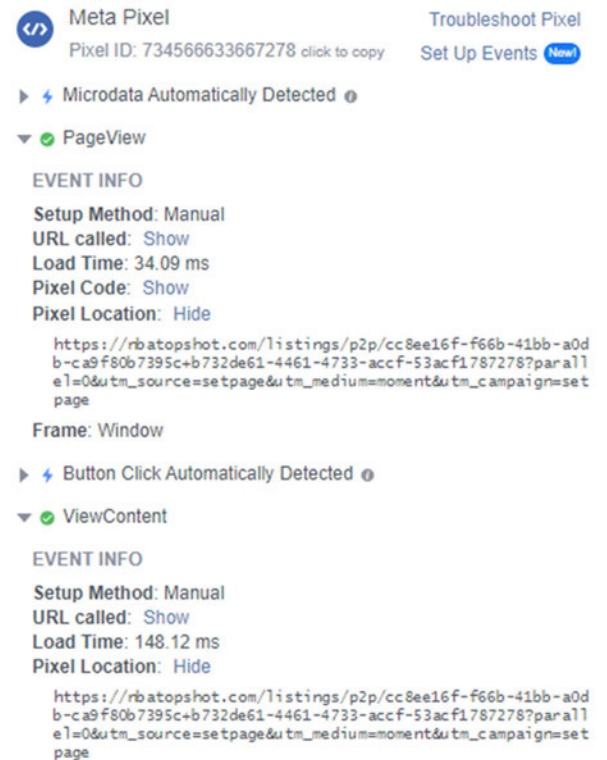 Meta Pixel
Troubleshoot Pixel
Pixel ID: 734566633667278 click to copy
Set Up Events New!
Microdata Automatically Detected
PageView
EVENT INFO
Setup Method: Manual
URL called: Show
Load Time: 34.09 ms
Pixel Code: Show
Pixel Location: Hide
https://nbatopshot.com/listings/p2p/cc8ee16f-f66b-41bb-a0d
b-ca9f80b7395c+b732de61-4461-4733-accf-53acf1787278?parall
el=0&utm_source=setpage&utm_medium=moment&utm_campaign=set
page
Frame: Window
Button Click Automatically Detected
ViewContent
EVENT INFO
Setup Method: Manual
URL called: Show
Load Time: 148.12 ms
Pixel Location: Hide
https://nbatopshot.com/listings/p2p/cc8ee16f-f66b-41bb-a0d
b-ca9f80b7395c+b732de61-4461-4733-accf-53acf1787278?parall
el=0&utm_source=setpage&utm_medium=moment&utm_campaign=set
page